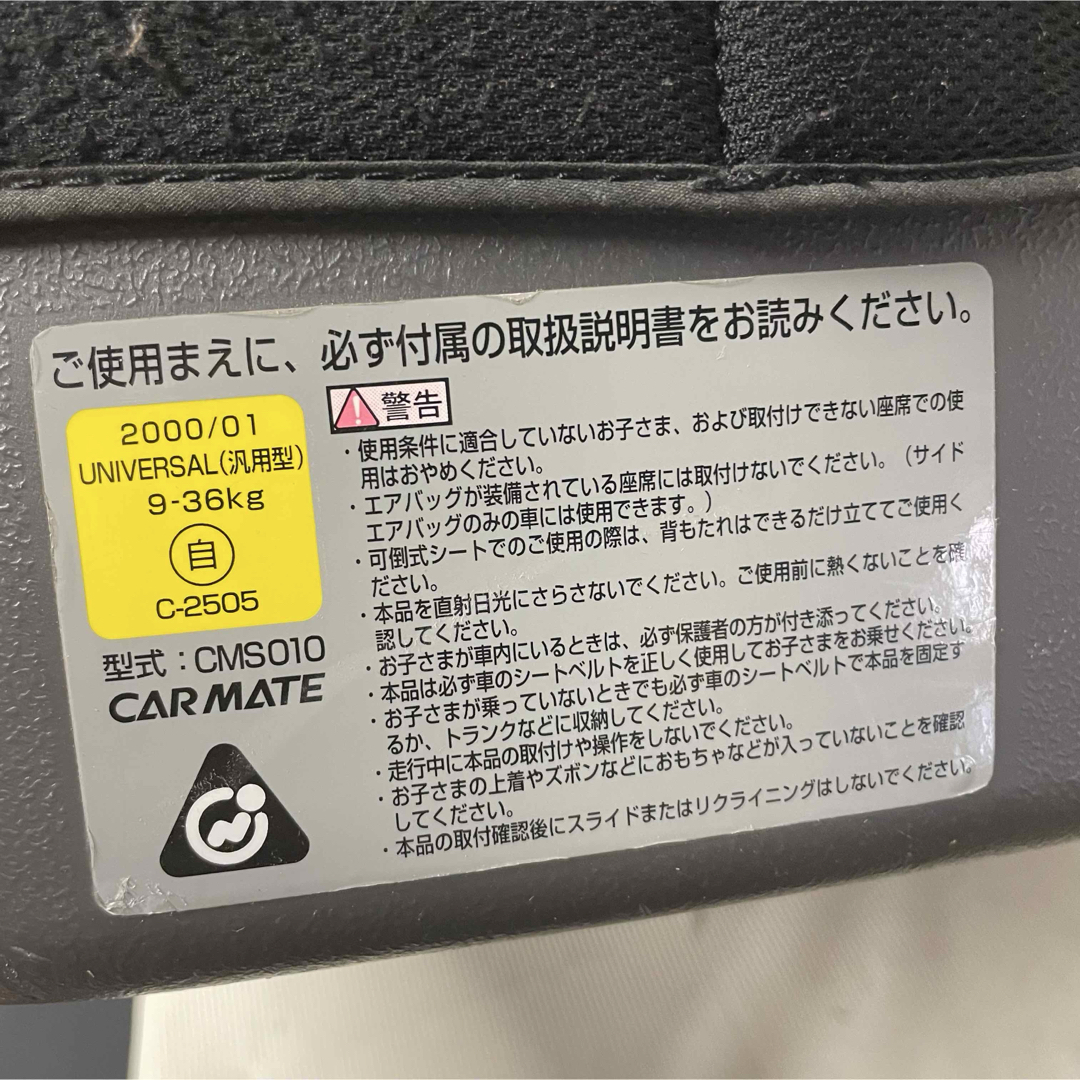 ご使用まえに、必ず付属の取扱説明書をお読みください。
2000/01
UNIVERSAL(汎用型)
9-36kg
自
C-2505
型式：CMS010
CARMATE
警告
・使用条件に適合していないお子さま、および取付けできない座席での使
用はおやめください。
・エアバッグが装備されている座席には取付けないでください。（サイド
エアバッグのみの車には使用できます。）
・可倒式シートでのご使用の際は、背もたれはできるだけ立ててご使用く
ださい。
・本品を直射日光にさらさないでください。ご使用前に熱くないことを確
認してください。
・お子さまが車内にいるときは、必ず保護者の方が付き添ってください。
・本品は必ず車のシートベルトを正しく使用してお子さまをお乗せください。
・お子さまが乗っていないときでも必ず車のシートベルトで本品を固定す
るか、トランクなどに収納してください。
・走行中に本品の取付けや操作をしないでください。
・お子さまの上着やズボンなどにおもちゃなどが入っていないことを確認
してください。
・本品の取付確認後にスライドまたはリクライニングはしないでください。